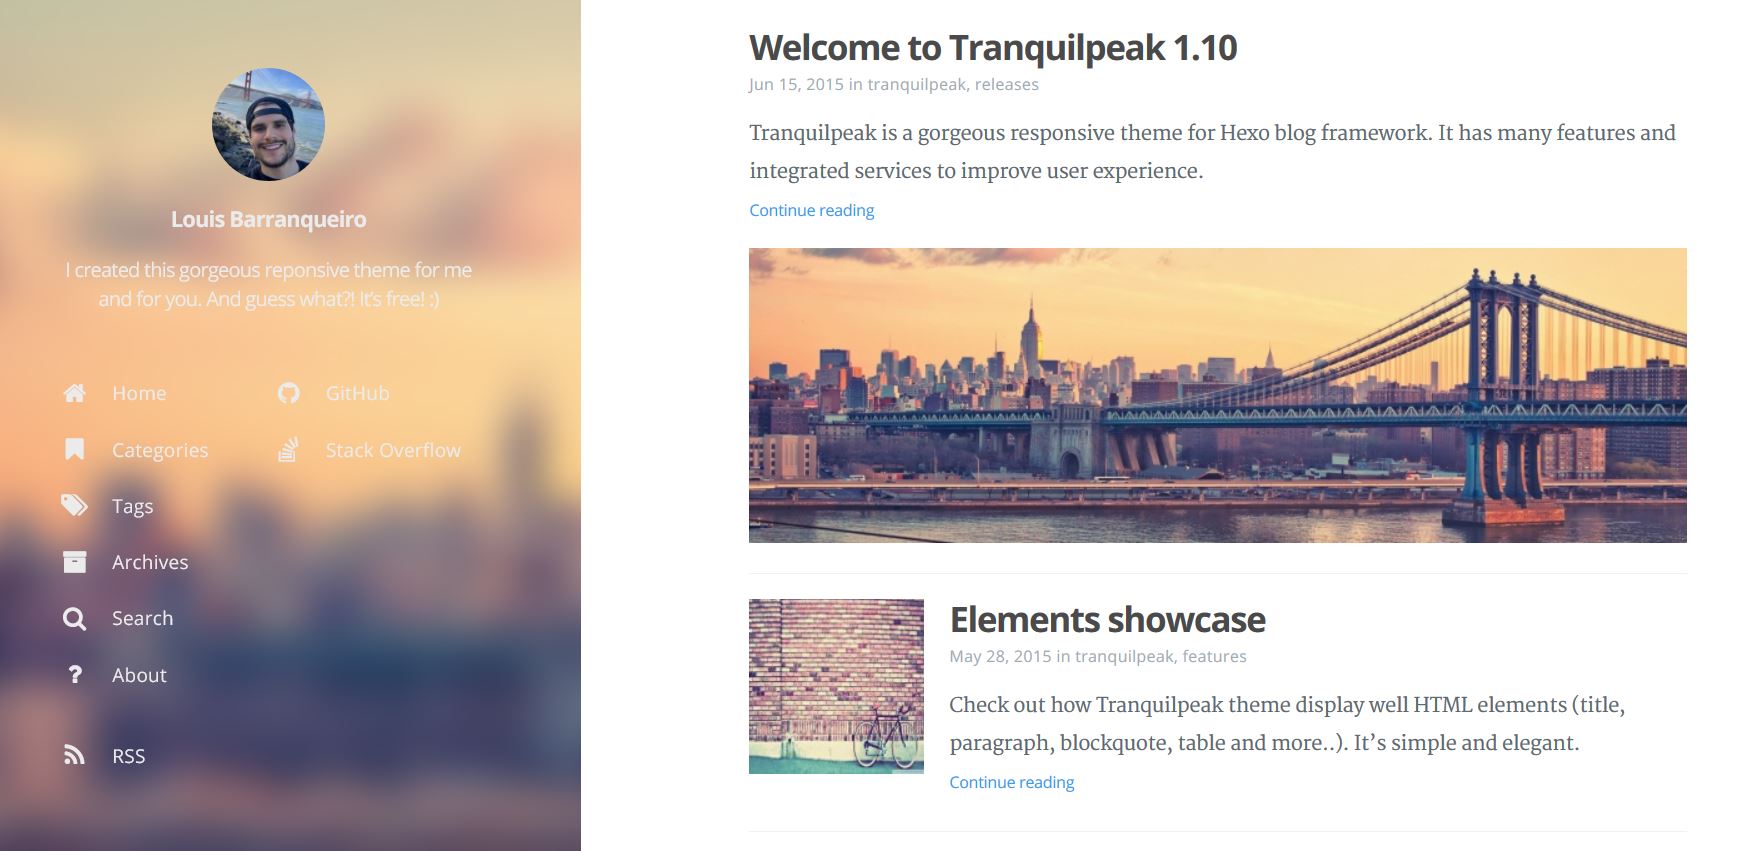 Louis Barranqueiro
I created this gorgeous reponsive theme for me
and for you. And guess what?! It's free! :)
Home
Categories
Tags
Archives
Search
About
RSS
GitHub
Stack Overflow
Welcome to Tranquilpeak 1.10
Jun 15, 2015 in tranquilpeak, releases
Tranquilpeak is a gorgeous responsive theme for Hexo blog framework. It has many features and
integrated services to improve user experience.
Continue reading
Elements showcase
May 28, 2015 in tranquilpeak, features
Check out how Tranquilpeak theme display well HTML elements (title,
paragraph, blockquote, table and more..). It's simple and elegant.
Continue reading